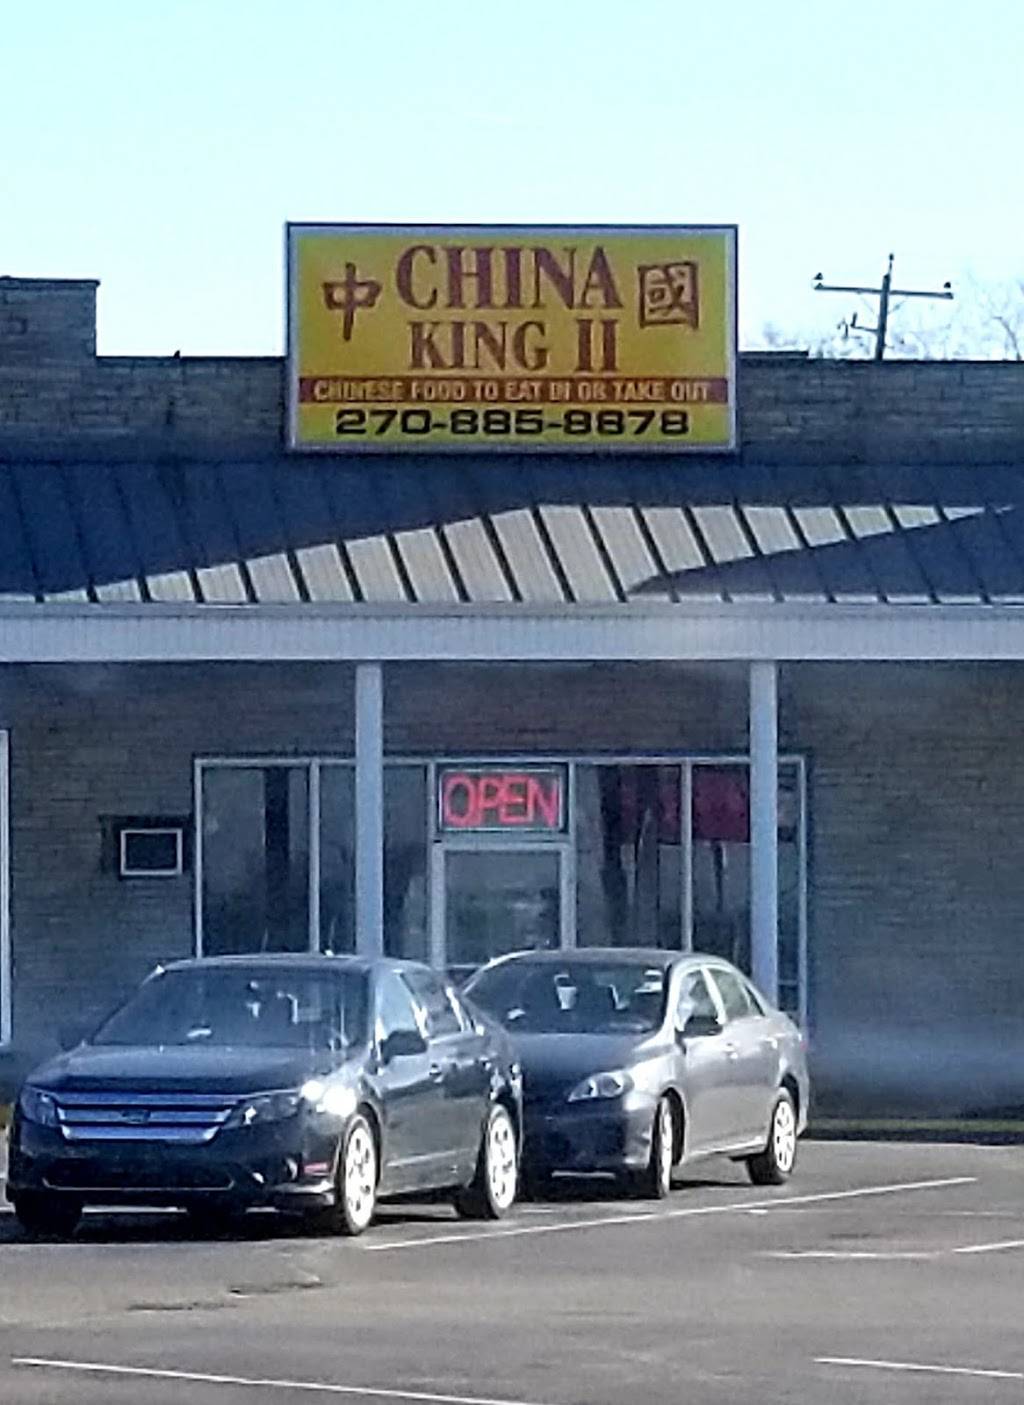 中 CHINA 國
KING II
CHINESE FOOD TO EAT IN OR TAKE OUT
270-885-8878
OPEN